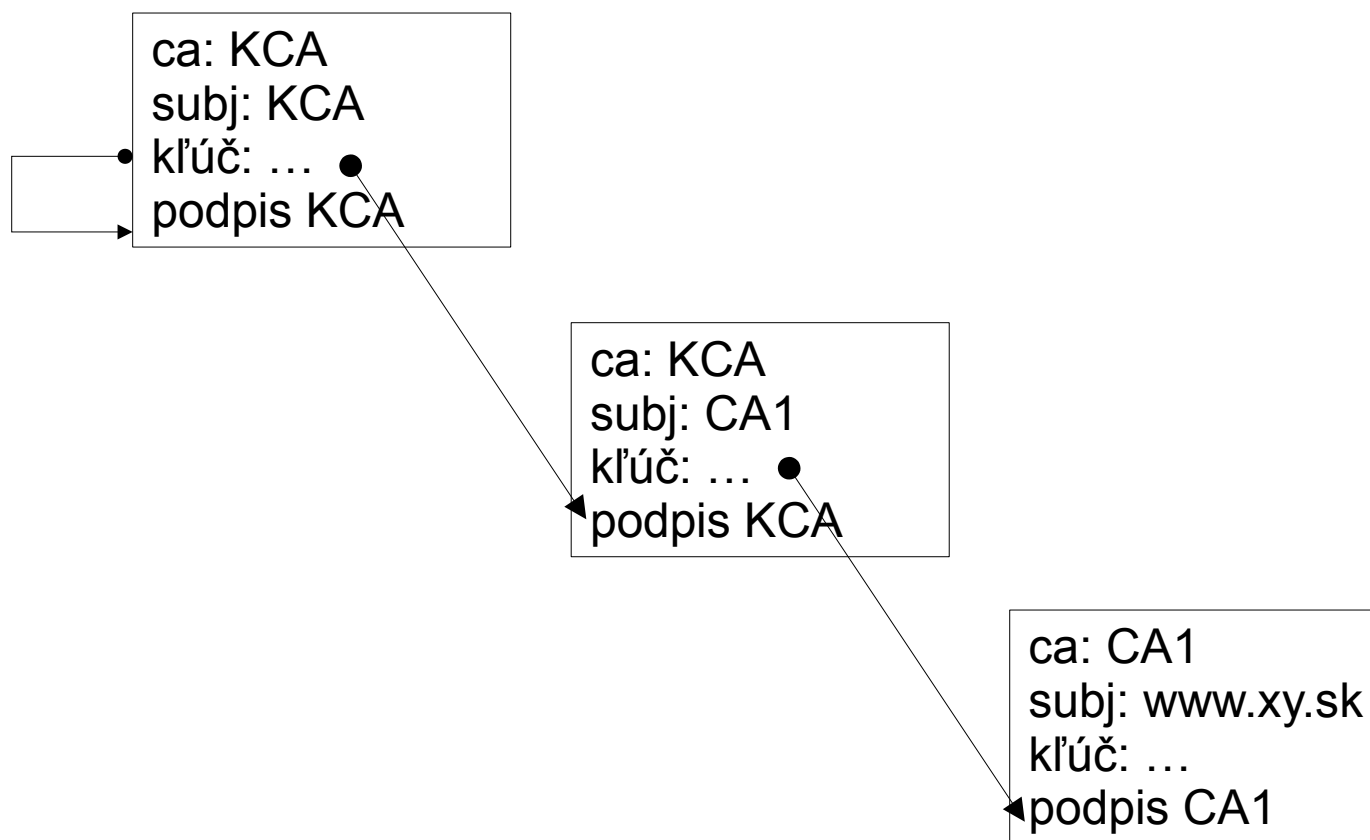 ca: KCA
subj: KCA
kľúč: …
podpis KCA
ca: KCA
subj: CA1
kľúč: …
podpis KCA
ca: CA1
subj: www.xy.sk
kľúč: …
podpis CA1